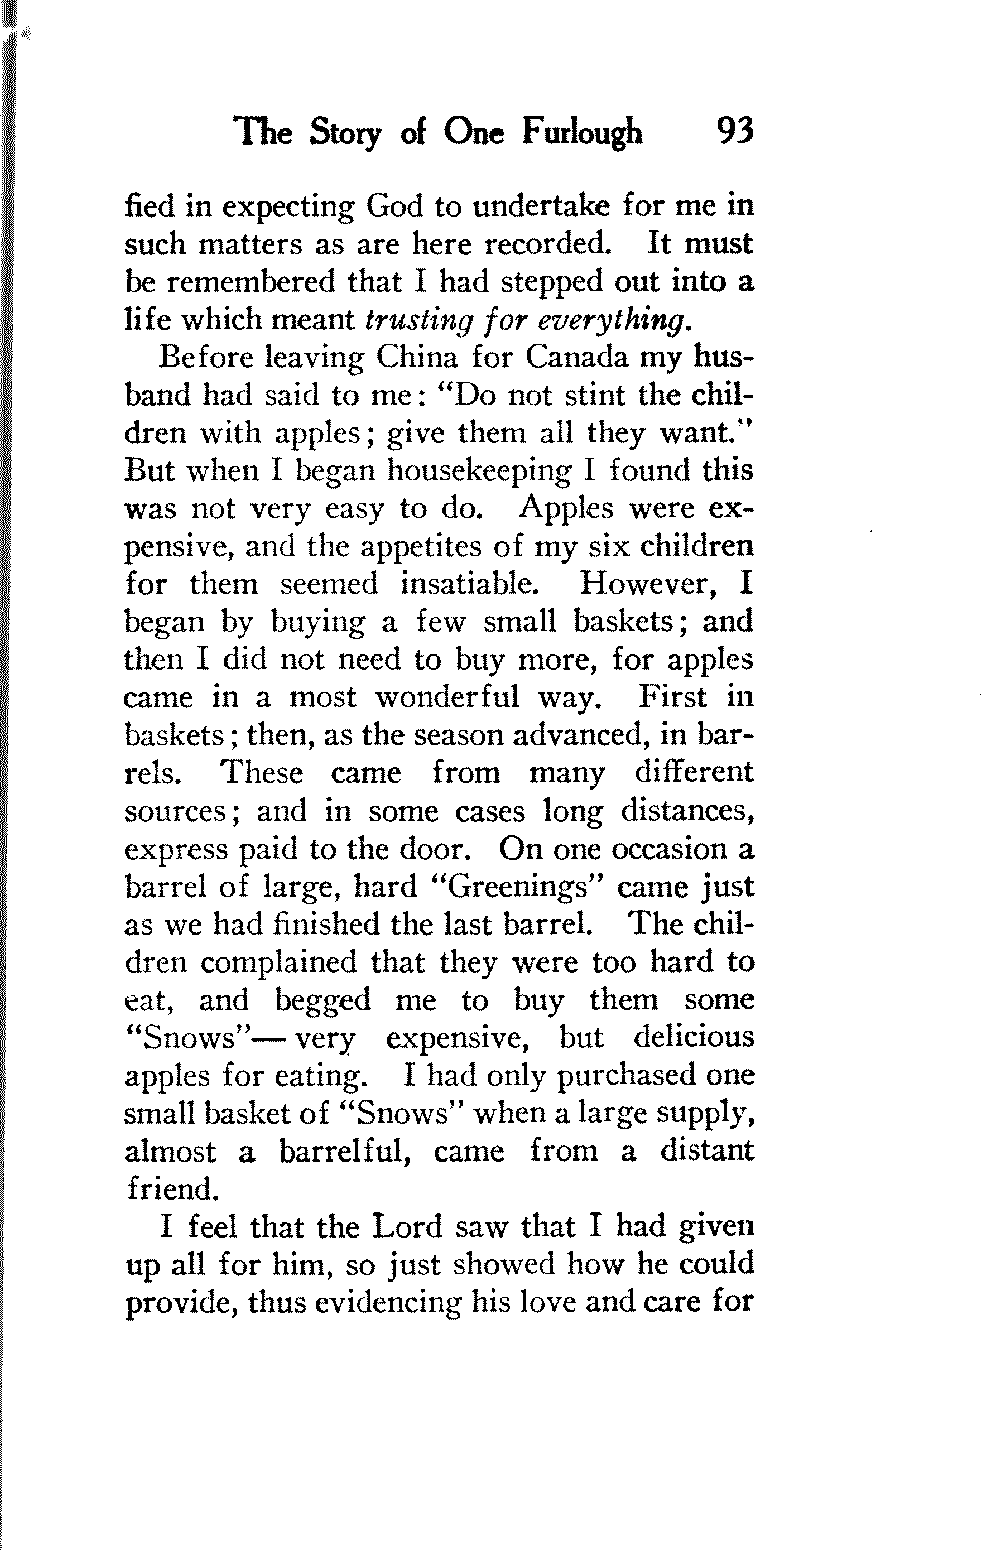 The Story of One Furlough 93
fied in expecting God to undertake for me in
such matters as are here recorded. It must
be remembered that I had stepped out into a
life which meant trusting for everything.
Before leaving China for Canada my hus-
band had said to me: "Do not stint the chil-
dren with apples; give them all they want."
But when I began housekeeping I found this
was not very easy to do. Apples were ex-
pensive, and the appetites of my six children
for them seemed insatiable. However, I
began by buying a few small baskets; and
then I did not need to buy more, for apples
came in a most wonderful way. First in
baskets; then, as the season advanced, in bar-
rels. These came from many different
sources; and in some cases long distances,
express paid to the door. On one occasion a
barrel of large, hard "Greenings" came just
as we had finished the last barrel. The chil-
dren complained that they were too hard to
eat, and begged me to buy them some
"Snows"— very expensive, but delicious
apples for eating. I had only purchased one
small basket of "Snows" when a large supply,
almost a barrelful, came from a distant
friend.
I feel that the Lord saw that I had given
up all for him, so just showed how he could
provide, thus evidencing his love and care for